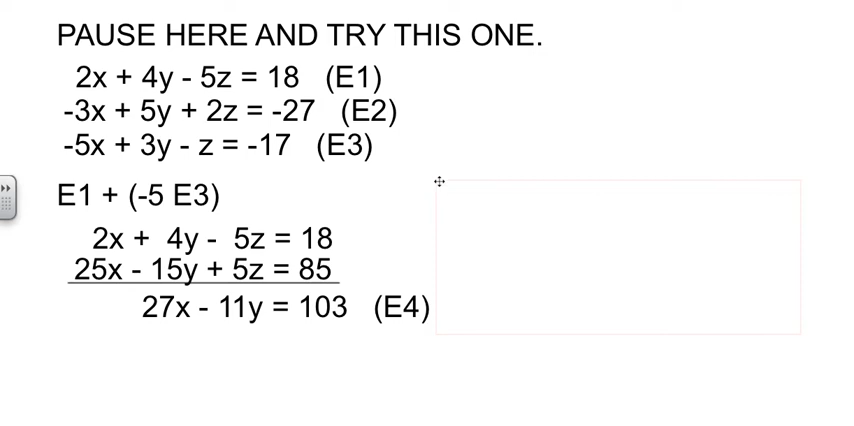 PAUSE HERE AND TRY THIS ONE.
2x + 4y - 5z = 18 (E1)
-3x + 5y + 2z = -27 (E2)
-5x + 3y - z = -17 (E3)
E1 + (-5 E3)
2x + 4y - 5z = 18
25x - 15y + 5z = 85
27x - 11y = 103 (E4)